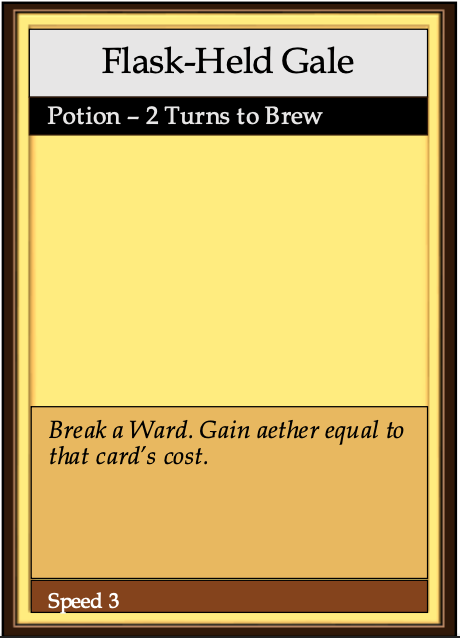 Flask-Held Gale
Potion – 2 Turns to Brew
Break a Ward. Gain aether equal to
that card's cost.
Speed 3